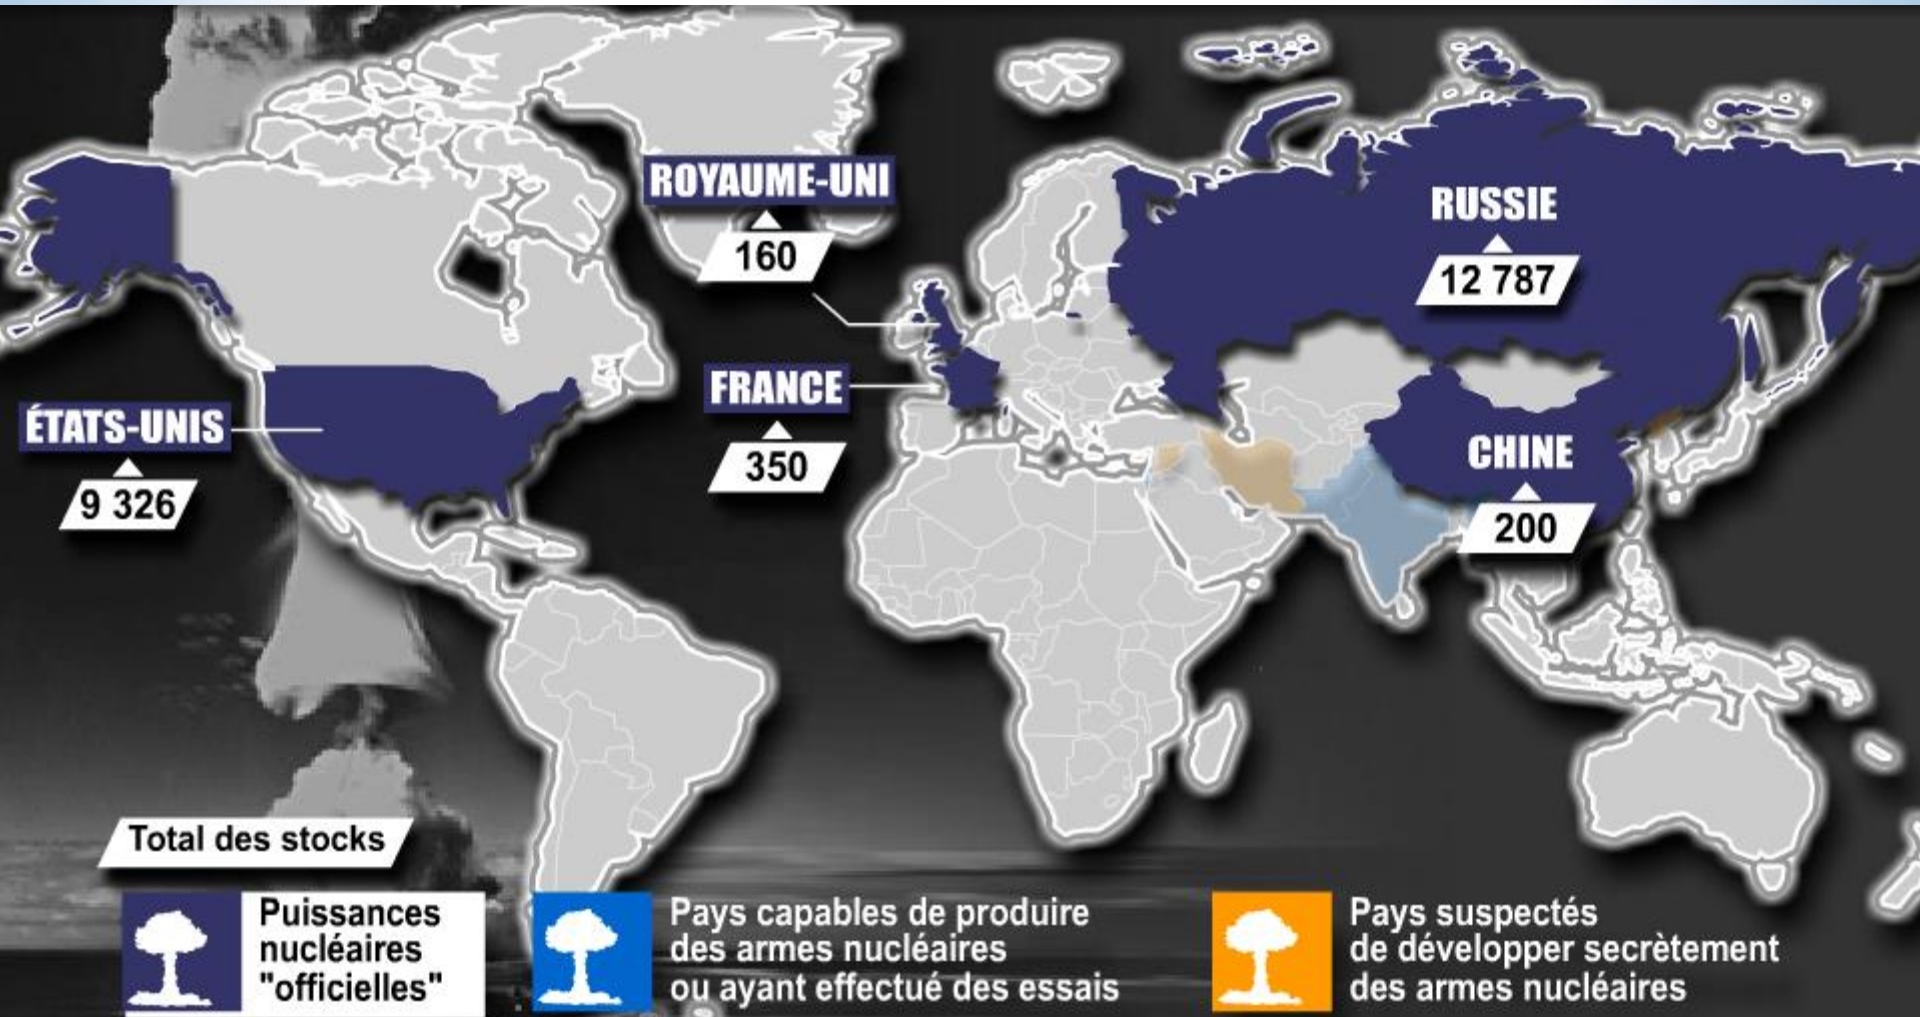 ROYAUME-UNI
160
RUSSIE
12 787
FRANCE
350
ÉTATS-UNIS
9 326
CHINE
200
Total des stocks
Puissances
nucléaires
"officielles"
Pays capables de produire
des armes nucléaires
ou ayant effectué des essais
Pays suspectés
de développer secrètement
des armes nucléaires